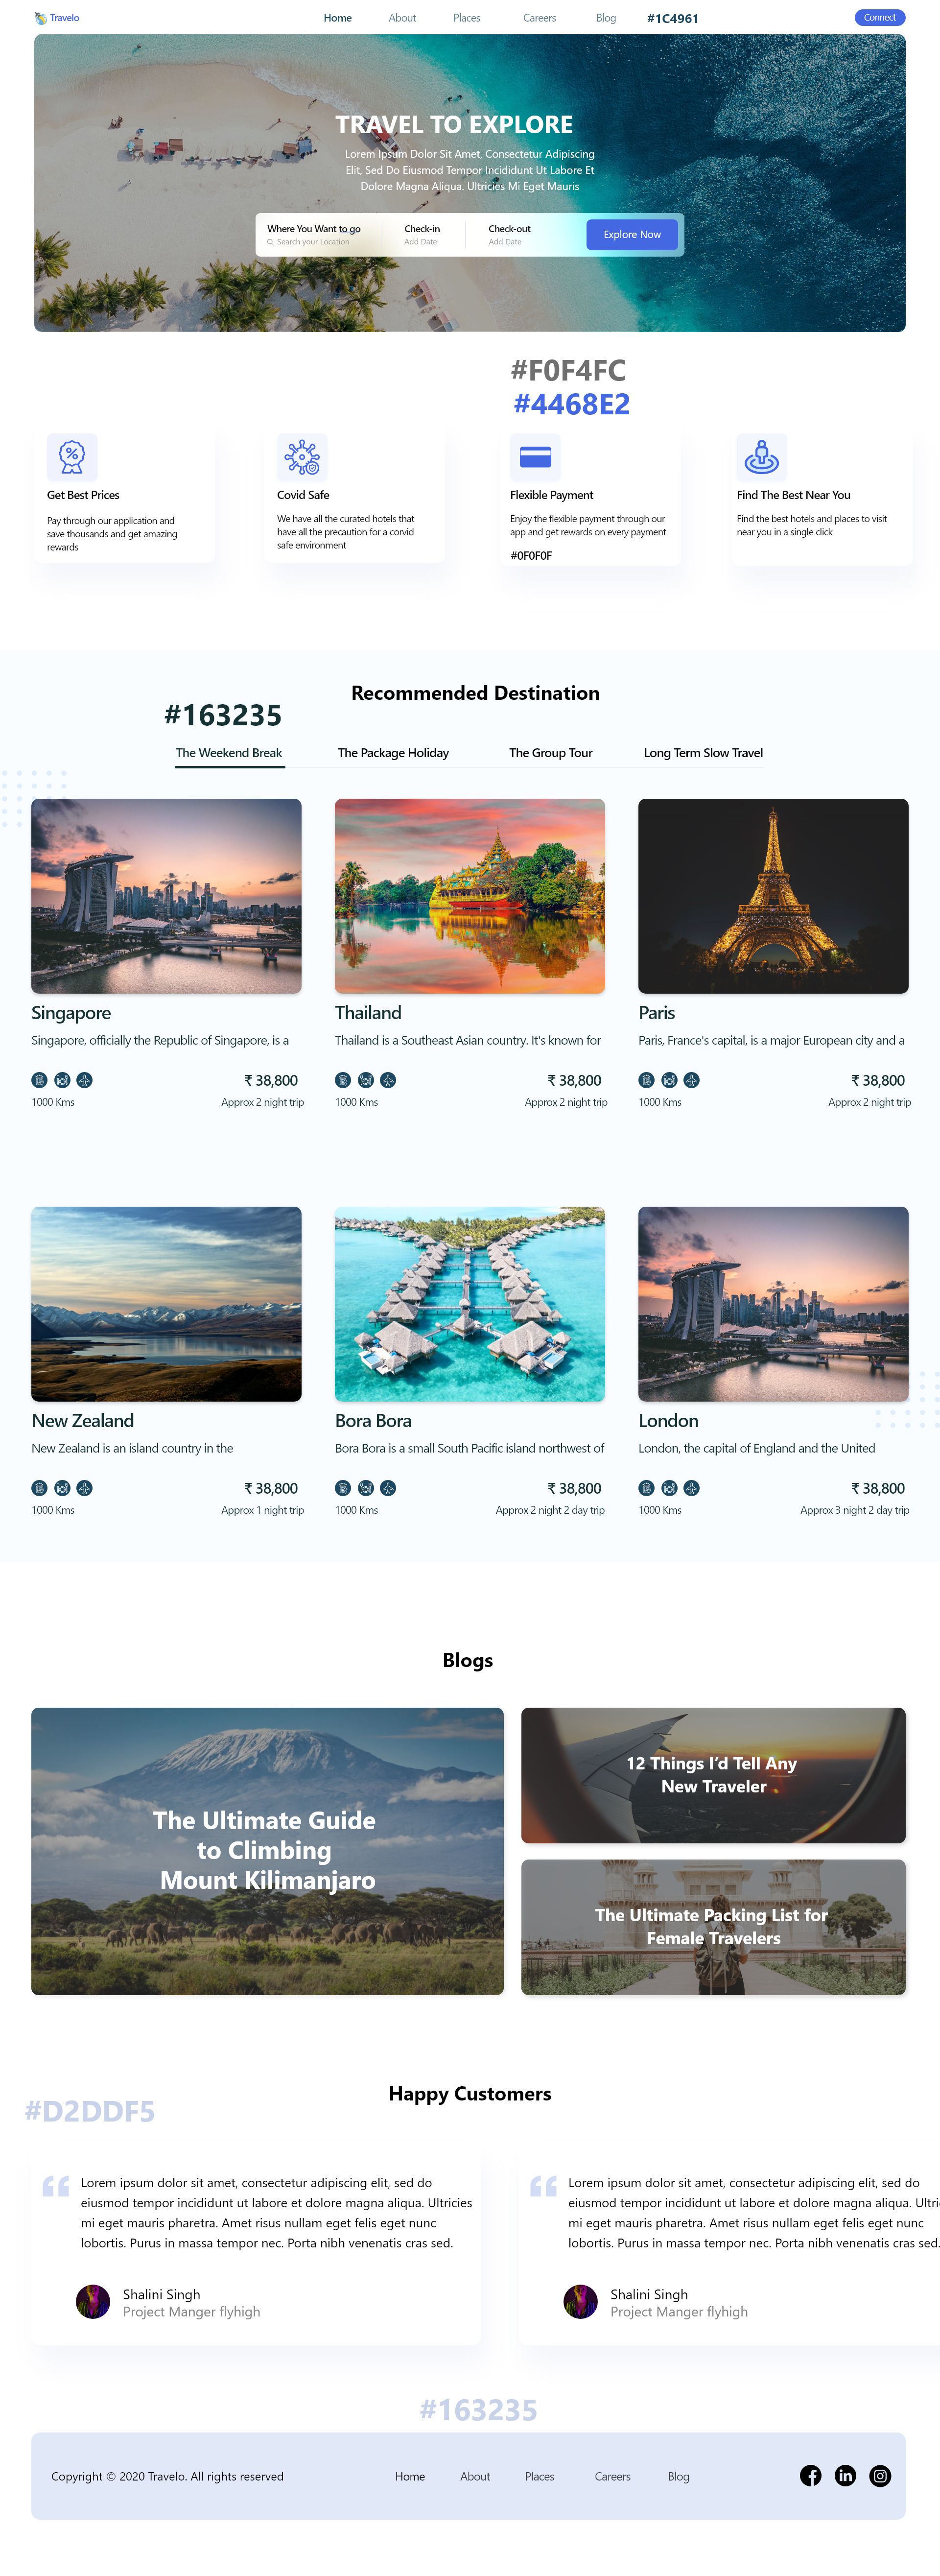 Travelo
Home About Places Careers Blog #1C4961
Connect
TRAVEL TO EXPLORE
Lorem Ipsum Dolor Sit Amet, Consectetur Adipiscing
Elit, Sed Do Eiusmod Tempor Incididunt Ut Labore Et
Dolore Magna Aliqua. Ultricies Mi Eget Mauris
Where You Want to go
Search your Location
Check-in
Add Date
Check-out
Add Date
Explore Now
#F0F4FC
#4468E2
Get Best Prices
Pay through our application and
save thousands and get amazing
rewards
Covid Safe
We have all the curated hotels that
have all the precaution for a corvid
safe environment
Flexible Payment
Enjoy the flexible payment through our
app and get rewards on every payment
#0F0F0F
Find The Best Near You
Find the best hotels and places to visit
near you in a single click
Recommended Destination
#163235
The Weekend Break The Package Holiday The Group Tour Long Term Slow Travel
Singapore
Singapore, officially the Republic of Singapore, is a
₹ 38,800
1000 Kms Approx 2 night trip
Thailand
Thailand is a Southeast Asian country. It's known for
₹ 38,800
1000 Kms Approx 2 night trip
Paris
Paris, France's capital, is a major European city and a
₹ 38,800
1000 Kms Approx 2 night trip
New Zealand
New Zealand is an island country in the
₹ 38,800
1000 Kms Approx 1 night trip
Bora Bora
Bora Bora is a small South Pacific island northwest of
₹ 38,800
1000 Kms Approx 2 night 2 day trip
London
London, the capital of England and the United
₹ 38,800
1000 Kms Approx 3 night 2 day trip
Blogs
The Ultimate Guide
to Climbing
Mount Kilimanjaro
12 Things I’d Tell Any
New Traveler
The Ultimate Packing List for
Female Travelers
Happy Customers
#D2DDF5
Lorem ipsum dolor sit amet, consectetur adipiscing elit, sed do
eiusmod tempor incididunt ut labore et dolore magna aliqua. Ultricies
mi eget mauris pharetra. Amet risus nullam eget felis eget nunc
lobortis. Purus in massa tempor nec. Porta nibh venenatis cras sed.
Shalini Singh
Project Manger flyhigh
Lorem ipsum dolor sit amet, consectetur adipiscing elit, sed do
eiusmod tempor incididunt ut labore et dolore magna aliqua. Ultri
mi eget mauris pharetra. Amet risus nullam eget felis eget nunc
lobortis. Purus in massa tempor nec. Porta nibh venenatis cras sed.
Shalini Singh
Project Manger flyhigh
#163235
Copyright © 2020 Travelo. All rights reserved Home About Places Careers Blog